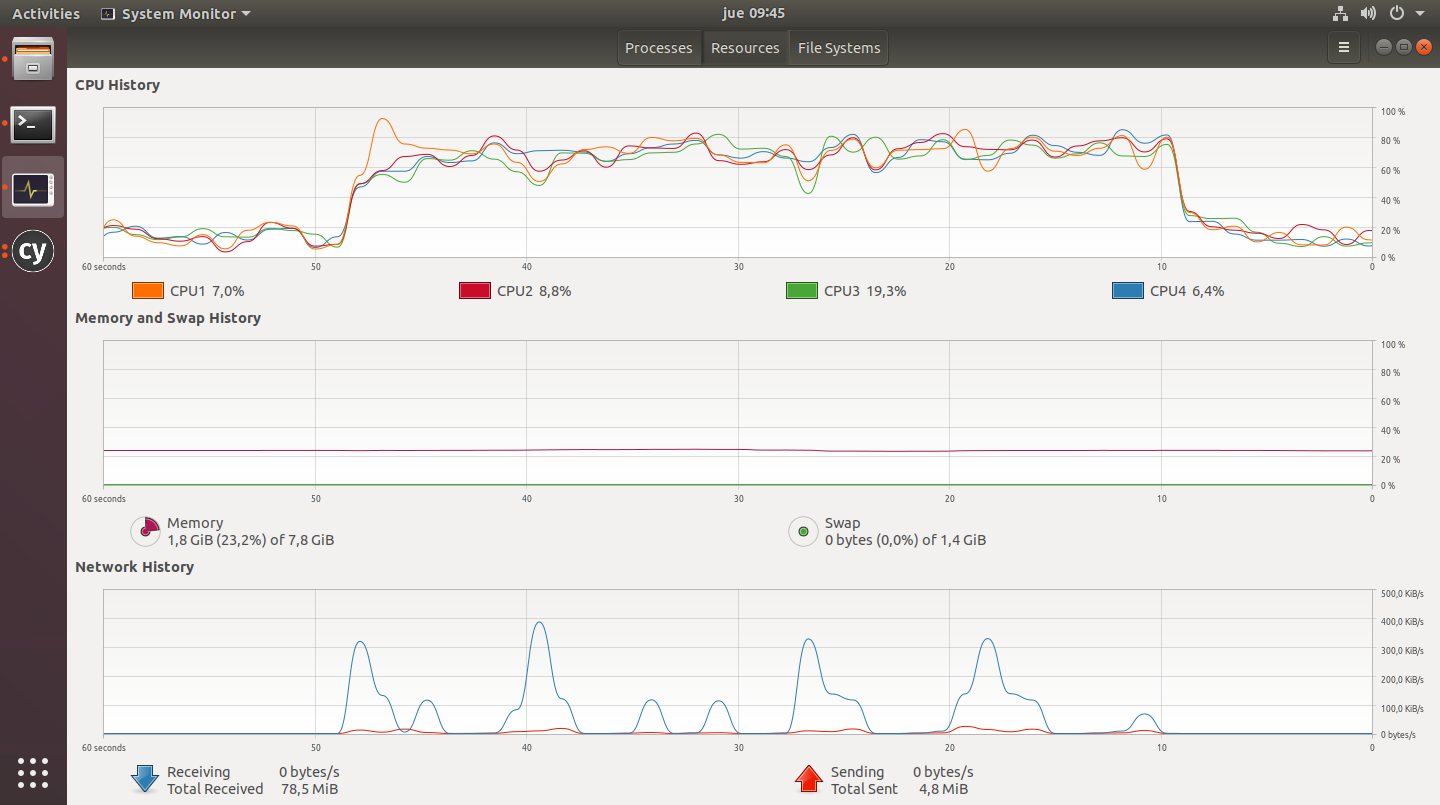 Activities System Monitor jue 09:45
Processes Resources File Systems
>_
cy
CPU History
100 %
80 %
60 %
40 %
20 %
0 %
60 seconds 50 40 30 20 10 0
CPU1 7,0% CPU2 8,8% CPU3 19,3% CPU4 6,4%
Memory and Swap History
100 %
80 %
60 %
40 %
20 %
0 %
60 seconds 50 40 30 20 10 0
Memory
1,8 GiB (23,2%) of 7,8 GiB
Swap
0 bytes (0,0%) of 1,4 GiB
Network History
500,0 KiB/s
400,0 KiB/s
300,0 KiB/s
200,0 KiB/s
100,0 KiB/s
0 bytes/s
60 seconds 50 40 30 20 10 0
Receiving 0 bytes/s
Total Received 78,5 MiB
Sending 0 bytes/s
Total Sent 4,8 MiB